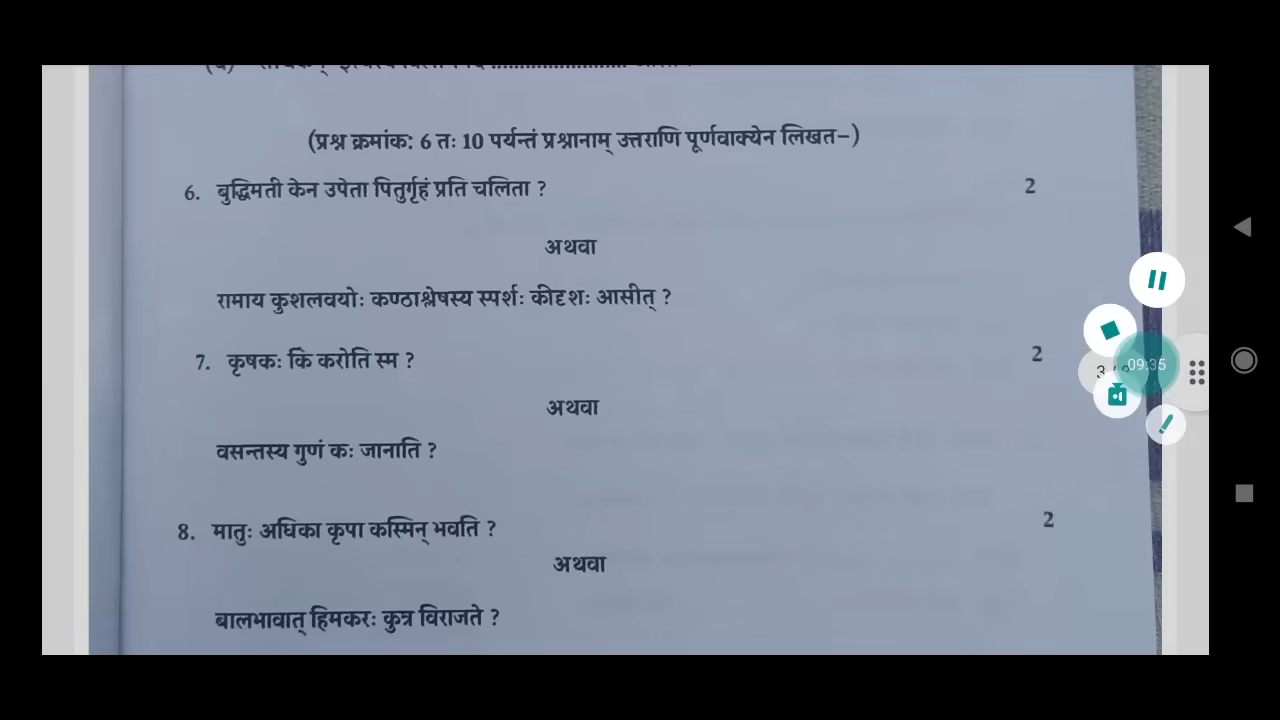 (प्रश्न क्रमांक: 6 तः 10 पर्यन्तं प्रश्नानाम् उत्तराणि पूर्णवाक्येन लिखत-)
6. बुद्धिमती केन उपेता पितुर्गृहं प्रति चलिता ? 2
अथवा
रामाय कुशलवयोः कण्ठाश्लेषस्य स्पर्शः कीदृशः आसीत् ?
7. कृषकः किं करोति स्म ? 2
अथवा
वसन्तस्य गुणं कः जानाति ?
8. मातुः अधिका कृपा कस्मिन् भवति ? 2
अथवा
बालभावात् हिमकरः कुत्र विराजते ?
09:35